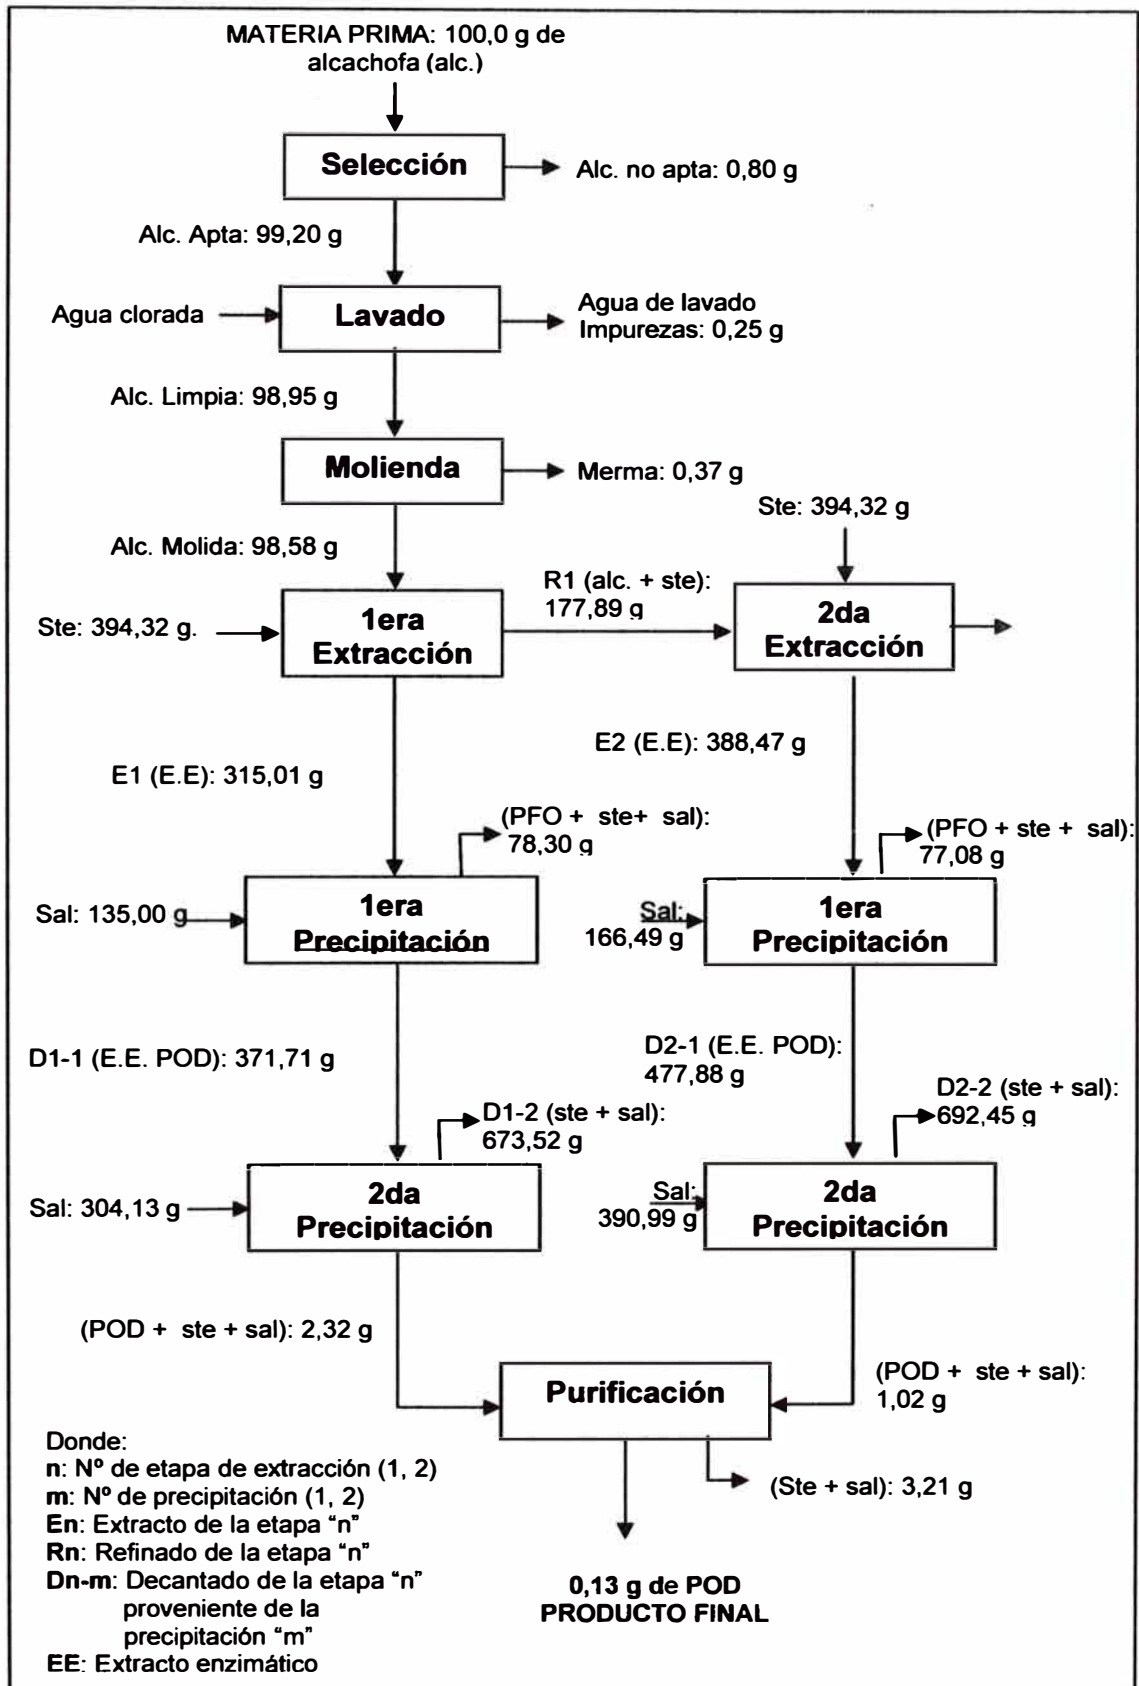 MATERIA PRIMA: 100,0 g de
alcachofa (alc.)
Selección
Alc. no apta: 0,80 g
Alc. Apta: 99,20 g
Agua clorada
Lavado
Agua de lavado
Impurezas: 0,25 g
Alc. Limpia: 98,95 g
Molienda
Merma: 0,37 g
Ste: 394,32 g
Alc. Molida: 98,58 g
R1 (alc. + ste):
177,89 g
Ste: 394,32 g.
1era
Extracción
2da
Extracción
E2 (E.E): 388,47 g
E1 (E.E): 315,01 g
(PFO + ste+ sal):
78,30 g
(PFO + ste + sal):
77,08 g
Sal: 135,00 g
1era
Precipitación
Sal:
166,49 g
1era
Precipitación
D1-1 (E.E. POD): 371,71 g
D2-1 (E.E. POD):
477,88 g
D1-2 (ste + sal):
673,52 g
D2-2 (ste + sal):
692,45 g
Sal: 304,13 g
2da
Precipitación
Sal:
390,99 g
2da
Precipitación
(POD + ste + sal): 2,32 g
Purificación
(POD + ste + sal):
1,02 g
(Ste + sal): 3,21 g
0,13 g de POD
PRODUCTO FINAL
Donde:
n: Nº de etapa de extracción (1, 2)
m: Nº de precipitación (1, 2)
En: Extracto de la etapa “n”
Rn: Refinado de la etapa “n”
Dn-m: Decantado de la etapa “n”
proveniente de la
precipitación “m”
EE: Extracto enzimático